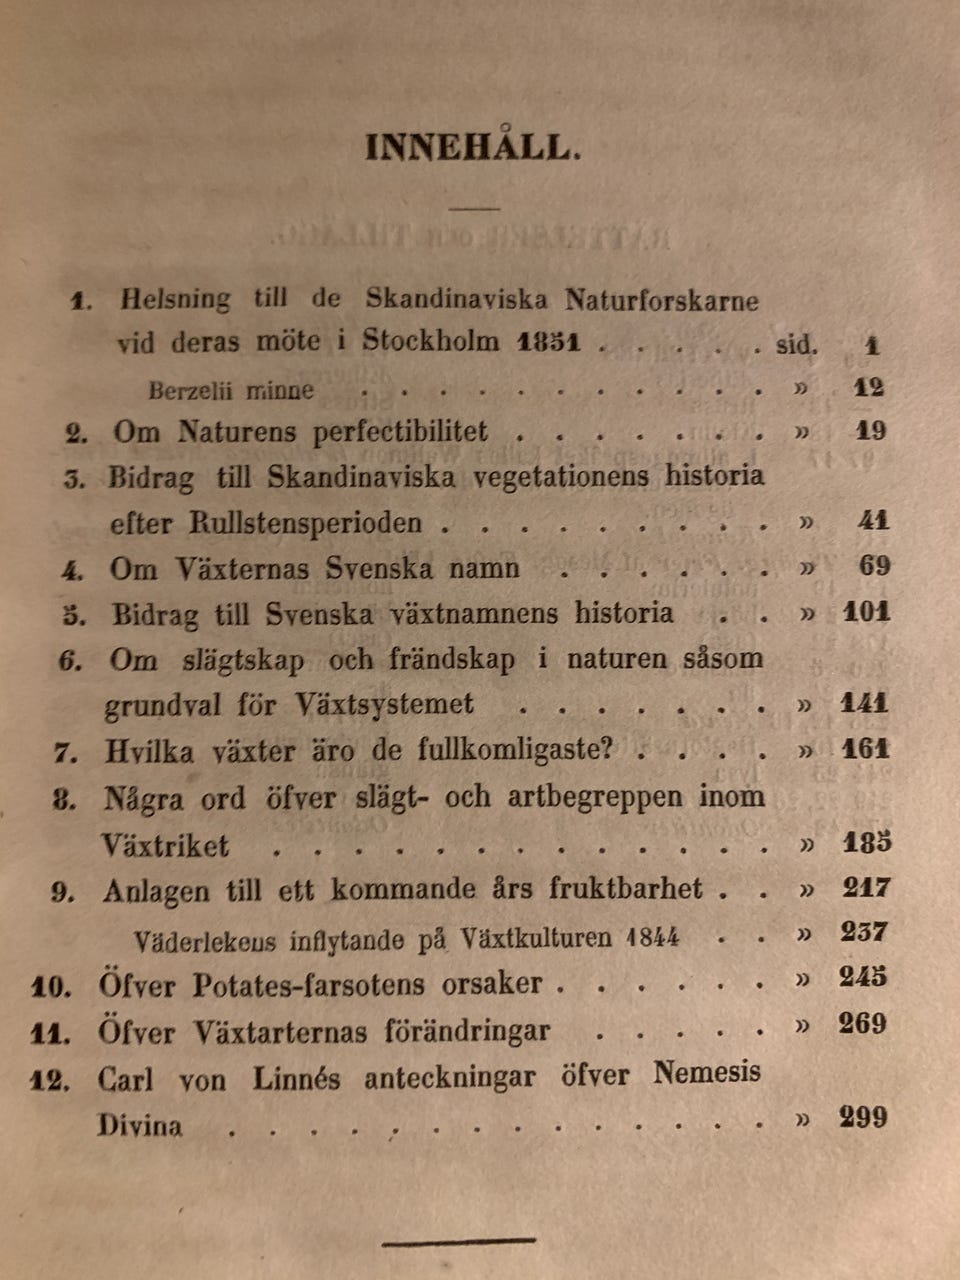 INNEHÅLL.
1. Helsning till de Skandinaviska Naturforskarne
vid deras möte i Stockholm 1851 . . . . . sid. 1
Berzelii minne . . . . . . . . . . . » 12
2. Om Naturens perfectibilitet . . . . . . . » 19
3. Bidrag till Skandinaviska vegetationens historia
efter Rullstensperioden . . . . . . . . . » 41
4. Om Växternas Svenska namn . . . . . . » 69
5. Bidrag till Svenska växtnamnens historia . . » 101
6. Om slägtskap och frändskap i naturen såsom
grundval för Växtsystemet . . . . . . . » 141
7. Hvilka växter äro de fullkomligaste? . . . . » 161
8. Några ord öfver slägt- och artbegreppen inom
Växtriket . . . . . . . . . . . . . » 185
9. Anlagen till ett kommande års fruktbarhet . . » 217
Väderlekens inflytande på Växtkulturen 1844 . . » 237
10. Öfver Potates-farsotens orsaker . . . . . . » 245
11. Öfver Växtarternas förändringar . . . . . » 269
12. Carl von Linnés anteckningar öfver Nemesis
Divina . . . . . . . . . . . . . . » 299